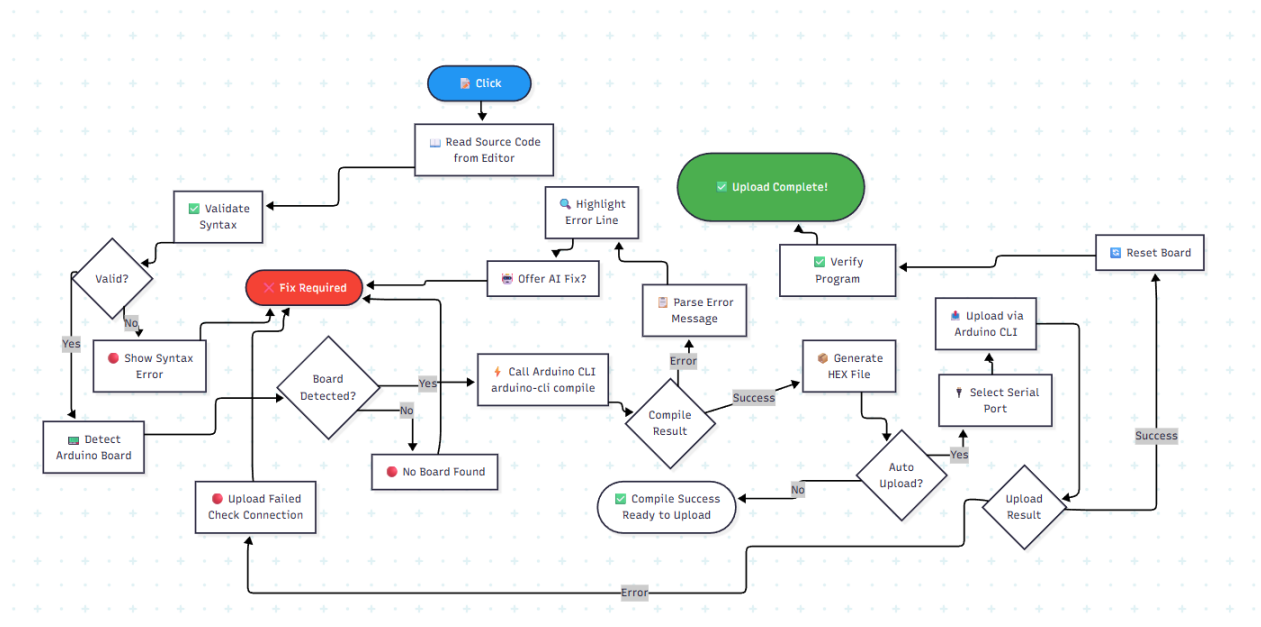 Click
Read Source Code
from Editor
Validate
Syntax
Valid?
No
Yes
Show Syntax
Error
Detect
Arduino Board
Board
Detected?
Yes
No
No Board Found
Fix Required
Call Arduino CLI
arduino-cli compile
Compile
Result
Error
Parse Error
Message
Highlight
Error Line
Offer AI Fix?
Success
Generate
HEX File
Auto
Upload?
No
Compile Success
Ready to Upload
Yes
Select Serial
Port
Upload via
Arduino CLI
Upload
Result
Success
Reset Board
Verify
Program
Upload Complete!
Error
Upload Failed
Check Connection